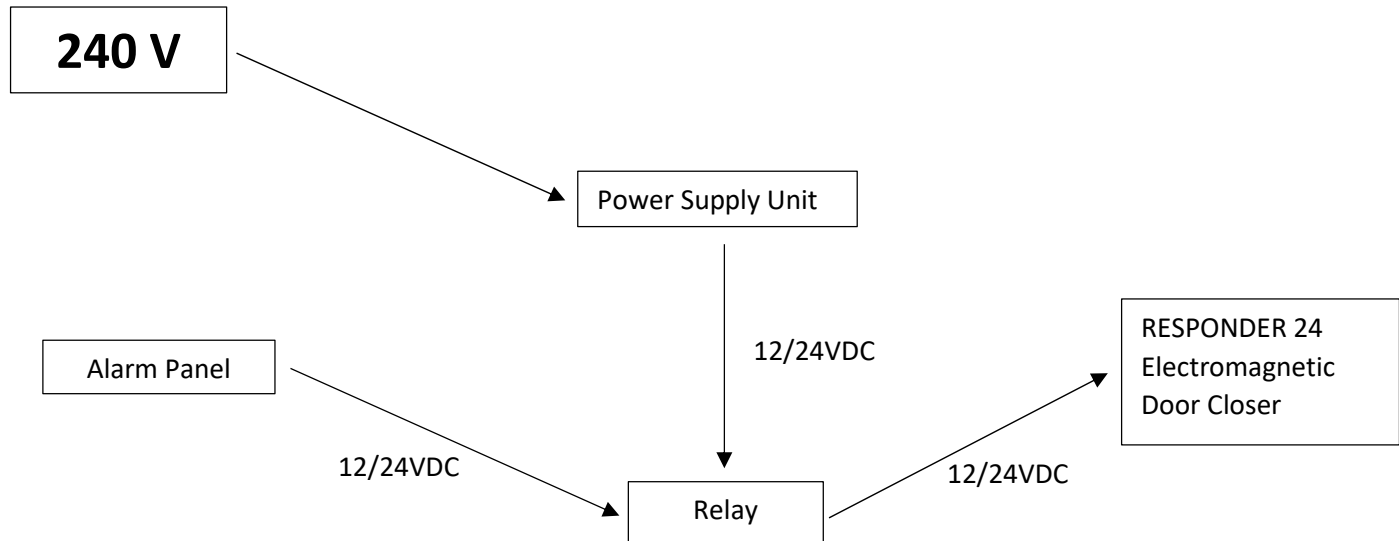 240 V
Power Supply Unit
RESPONDER 24
Electromagnetic
Door Closer
12/24VDC
Alarm Panel
12/24VDC
12/24VDC
Relay